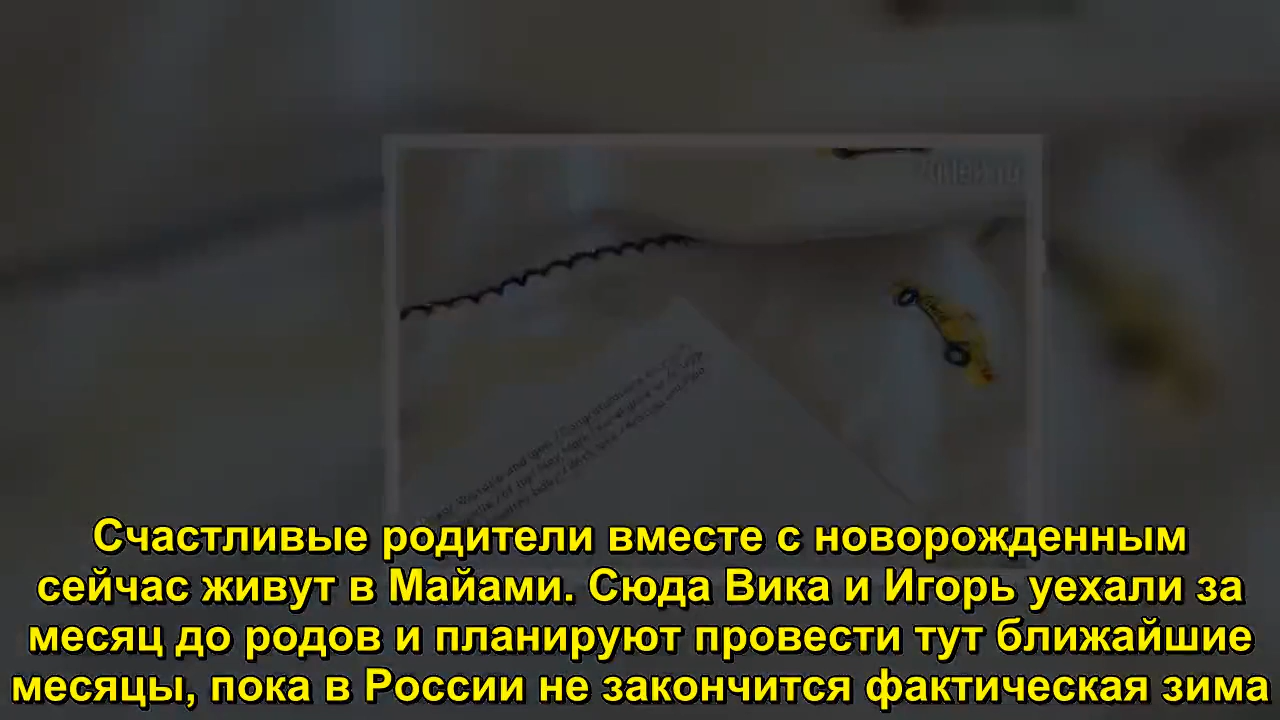 Счастливые родители вместе с новорожденным
сейчас живут в Майами. Сюда Вика и Игорь уехали за
месяц до родов и планируют провести тут ближайшие
месяцы, пока в России не закончится фактическая зима